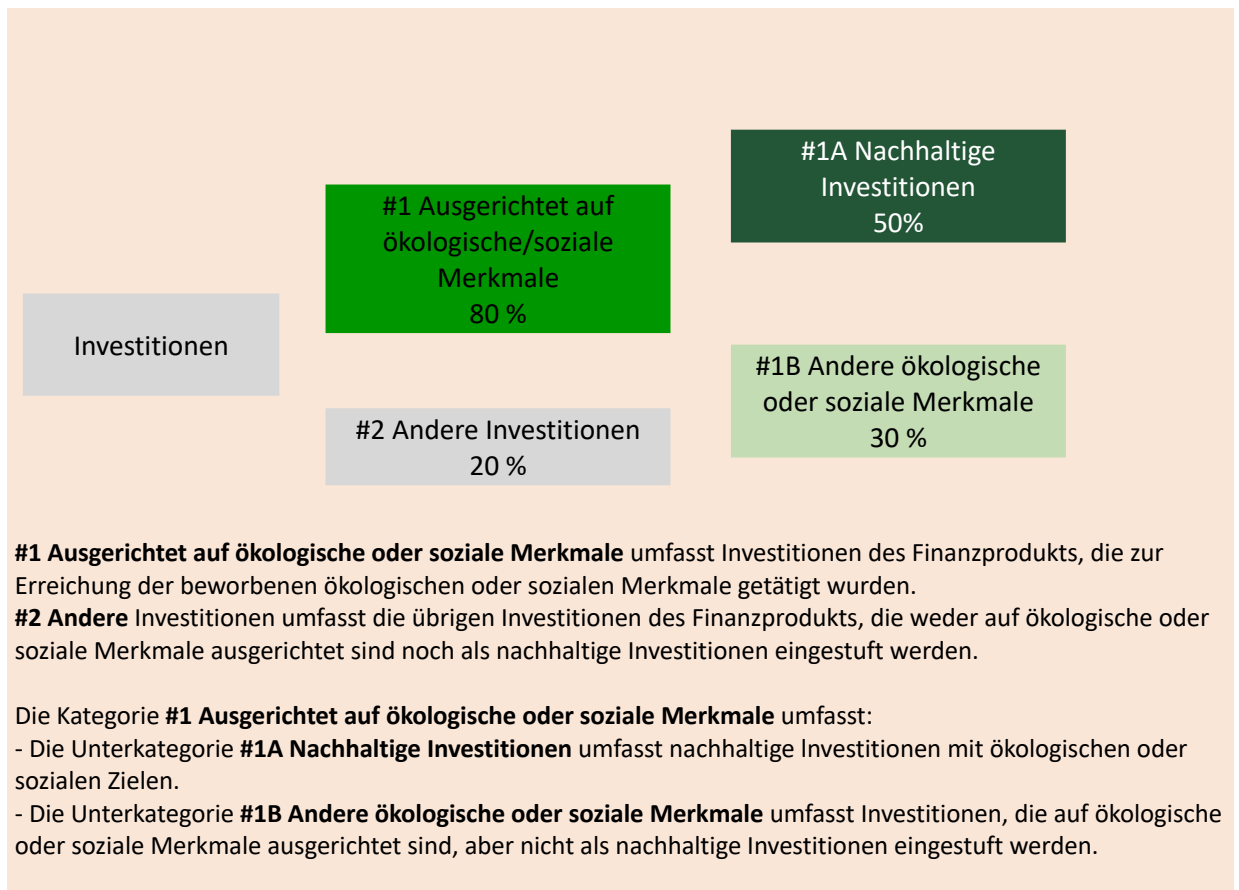 #1A Nachhaltige
Investitionen
50%
#1 Ausgerichtet auf
ökologische/soziale
Merkmale
80 %
Investitionen
#1B Andere ökologische
oder soziale Merkmale
30 %
#2 Andere Investitionen
20 %
#1 Ausgerichtet auf ökologische oder soziale Merkmale umfasst Investitionen des Finanzprodukts, die zur
Erreichung der beworbenen ökologischen oder sozialen Merkmale getätigt wurden.
#2 Andere Investitionen umfasst die übrigen Investitionen des Finanzprodukts, die weder auf ökologische oder
soziale Merkmale ausgerichtet sind noch als nachhaltige Investitionen eingestuft werden.
Die Kategorie #1 Ausgerichtet auf ökologische oder soziale Merkmale umfasst:
- Die Unterkategorie #1A Nachhaltige Investitionen umfasst nachhaltige Investitionen mit ökologischen oder
sozialen Zielen.
- Die Unterkategorie #1B Andere ökologische oder soziale Merkmale umfasst Investitionen, die auf ökologische
oder soziale Merkmale ausgerichtet sind, aber nicht als nachhaltige Investitionen eingestuft werden.